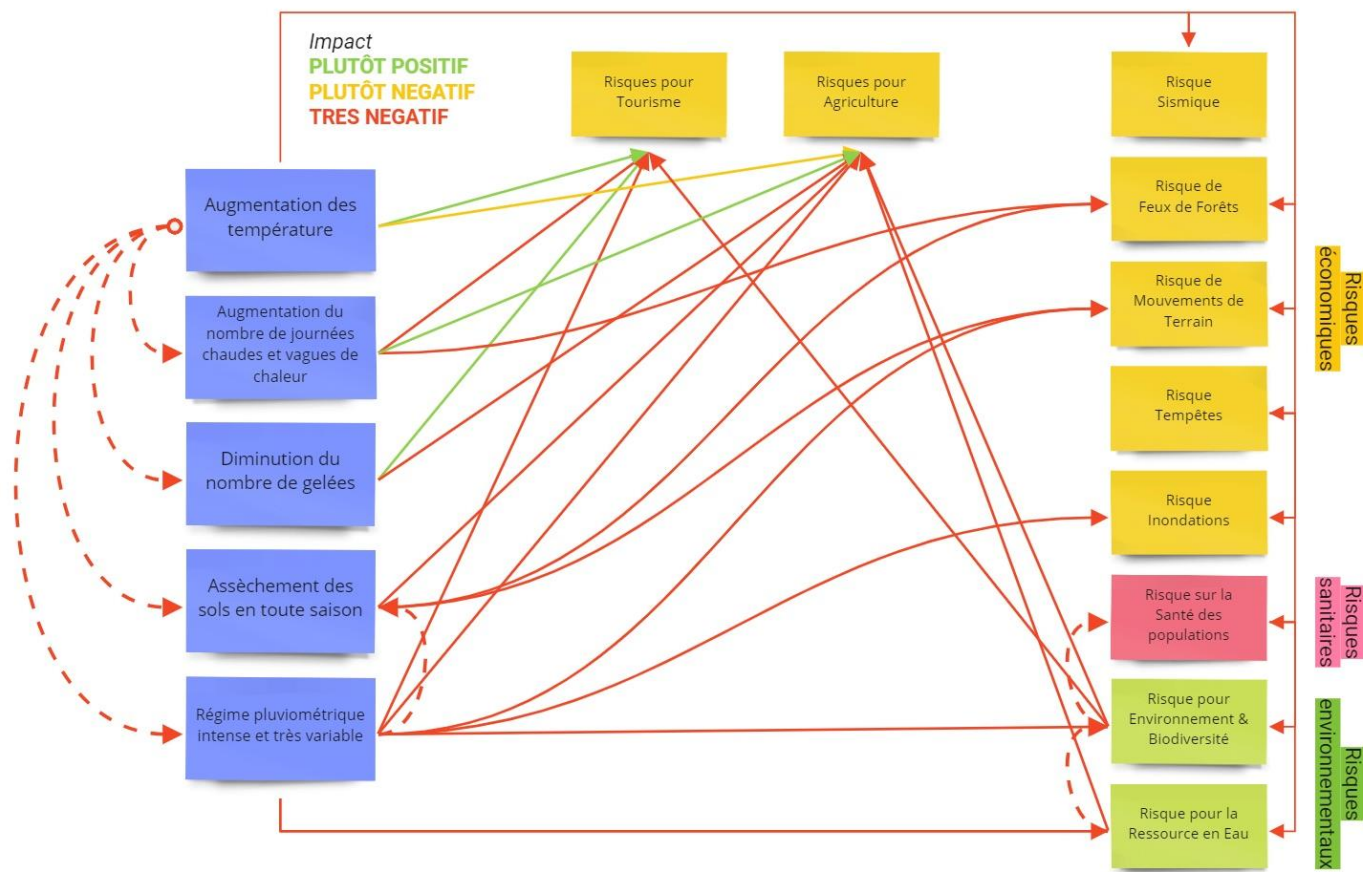 Impact
PLUTÔT POSITIF
PLUTÔT NEGATIF
TRES NEGATIF
Risques pour
Tourisme
Risques pour
Agriculture
Risque
Sismique
Augmentation des
température
Augmentation du
nombre de journées
chaudes et vagues de
chaleur
Diminution du
nombre de gelées
Assèchement des
sols en toute saison
Régime pluviométrique
intense et très variable
Risque de
Feux de Forêts
Risque de
Mouvements de
Terrain
Risque
Tempêtes
Risque
Inondations
Risque sur la
Santé des
populations
Risque pour
Environnement &
Biodiversité
Risque pour la
Ressource en Eau
Risques
économiques
Risques
sanitaires
Risques
environnementaux